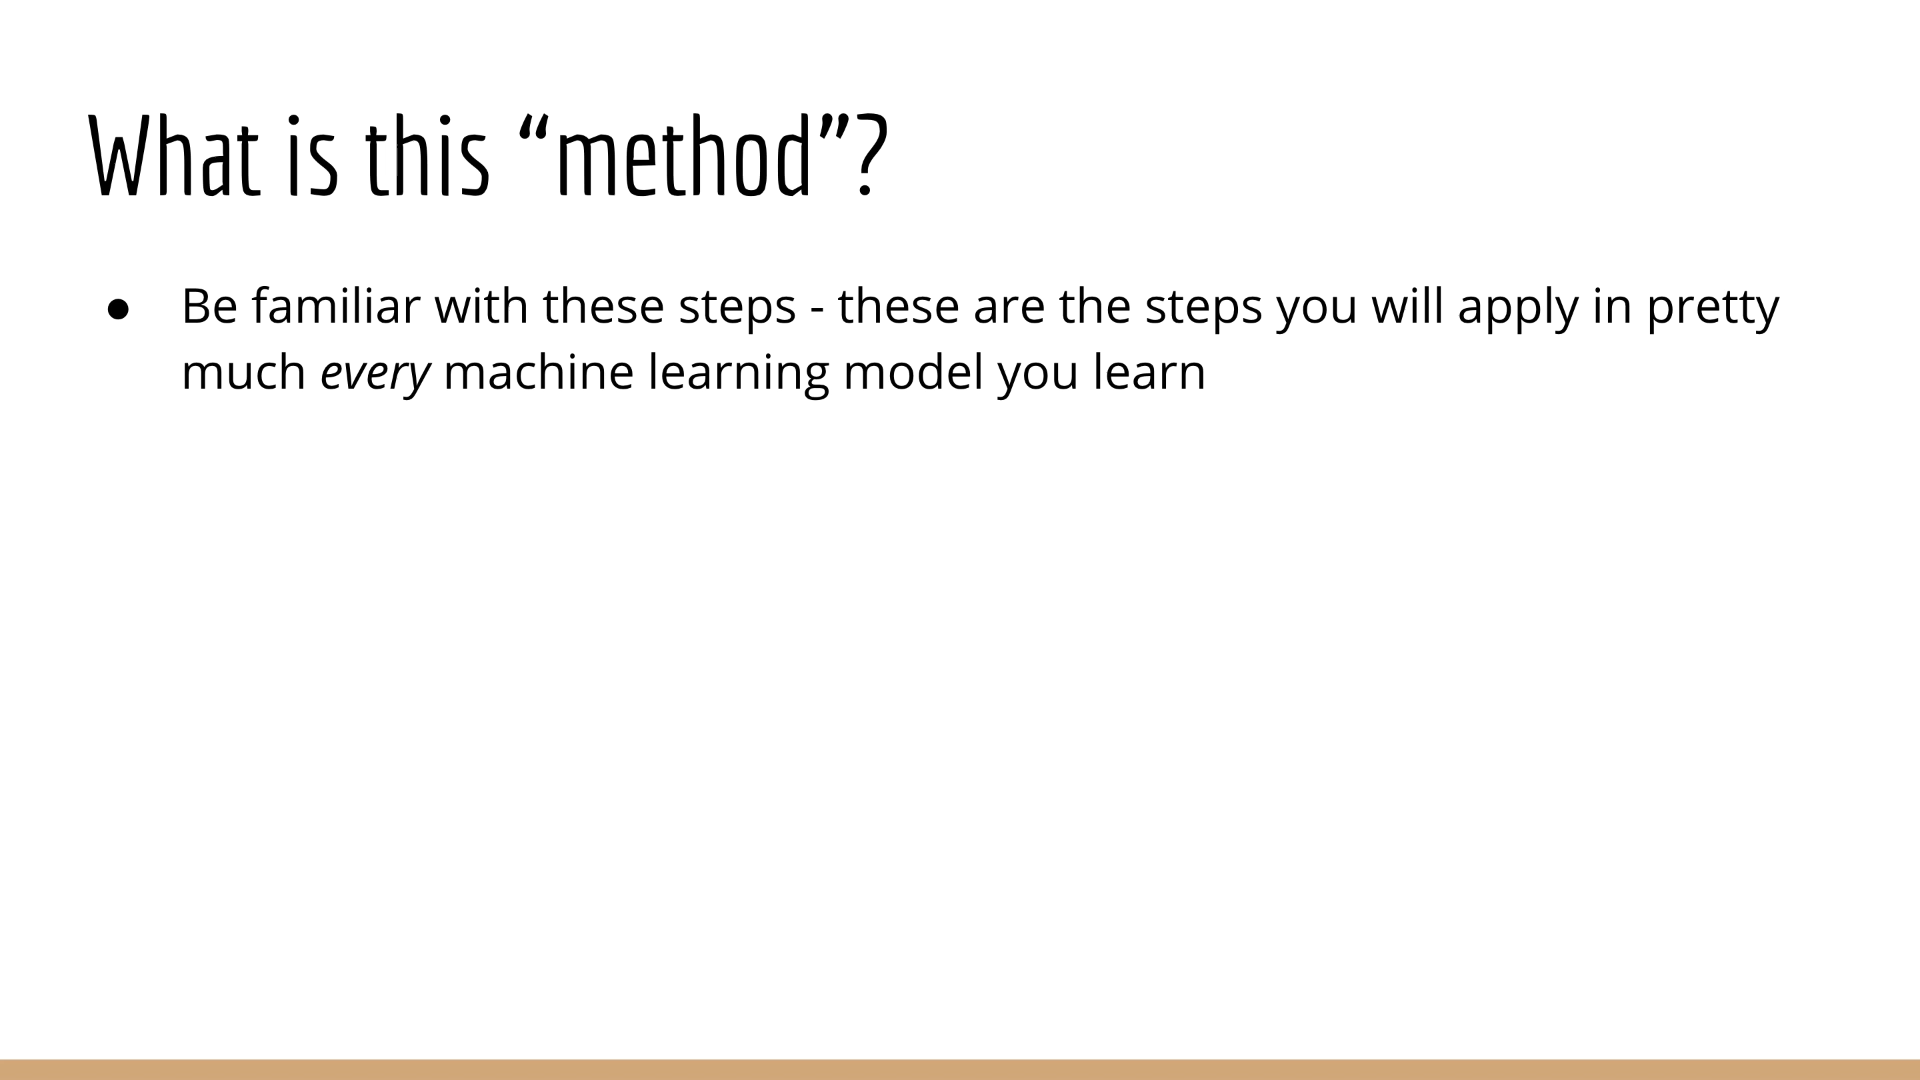 What is this “method”?
● Be familiar with these steps - these are the steps you will apply in pretty
much every machine learning model you learn